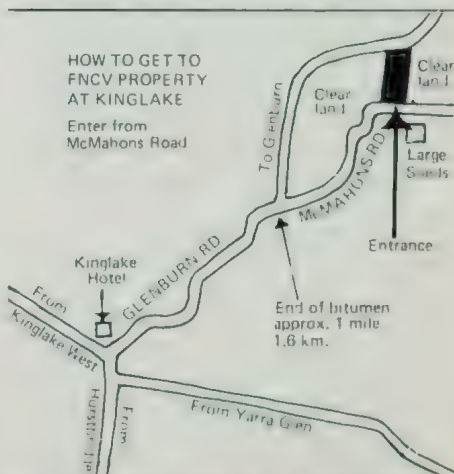 HOW TO GET TO
FNCV PROPERTY
AT KINGLAKE
Enter from
McMahons Road
Clear
land
Clear
land
To Glenburn
McMAHONS RD
Large
Sheds
Entrance
GLENBURN RD
Kinglake
Hotel
End of bitumen
approx. 1 mile
1.6 km.
From
Kinglake West
From Yarra Glen
From